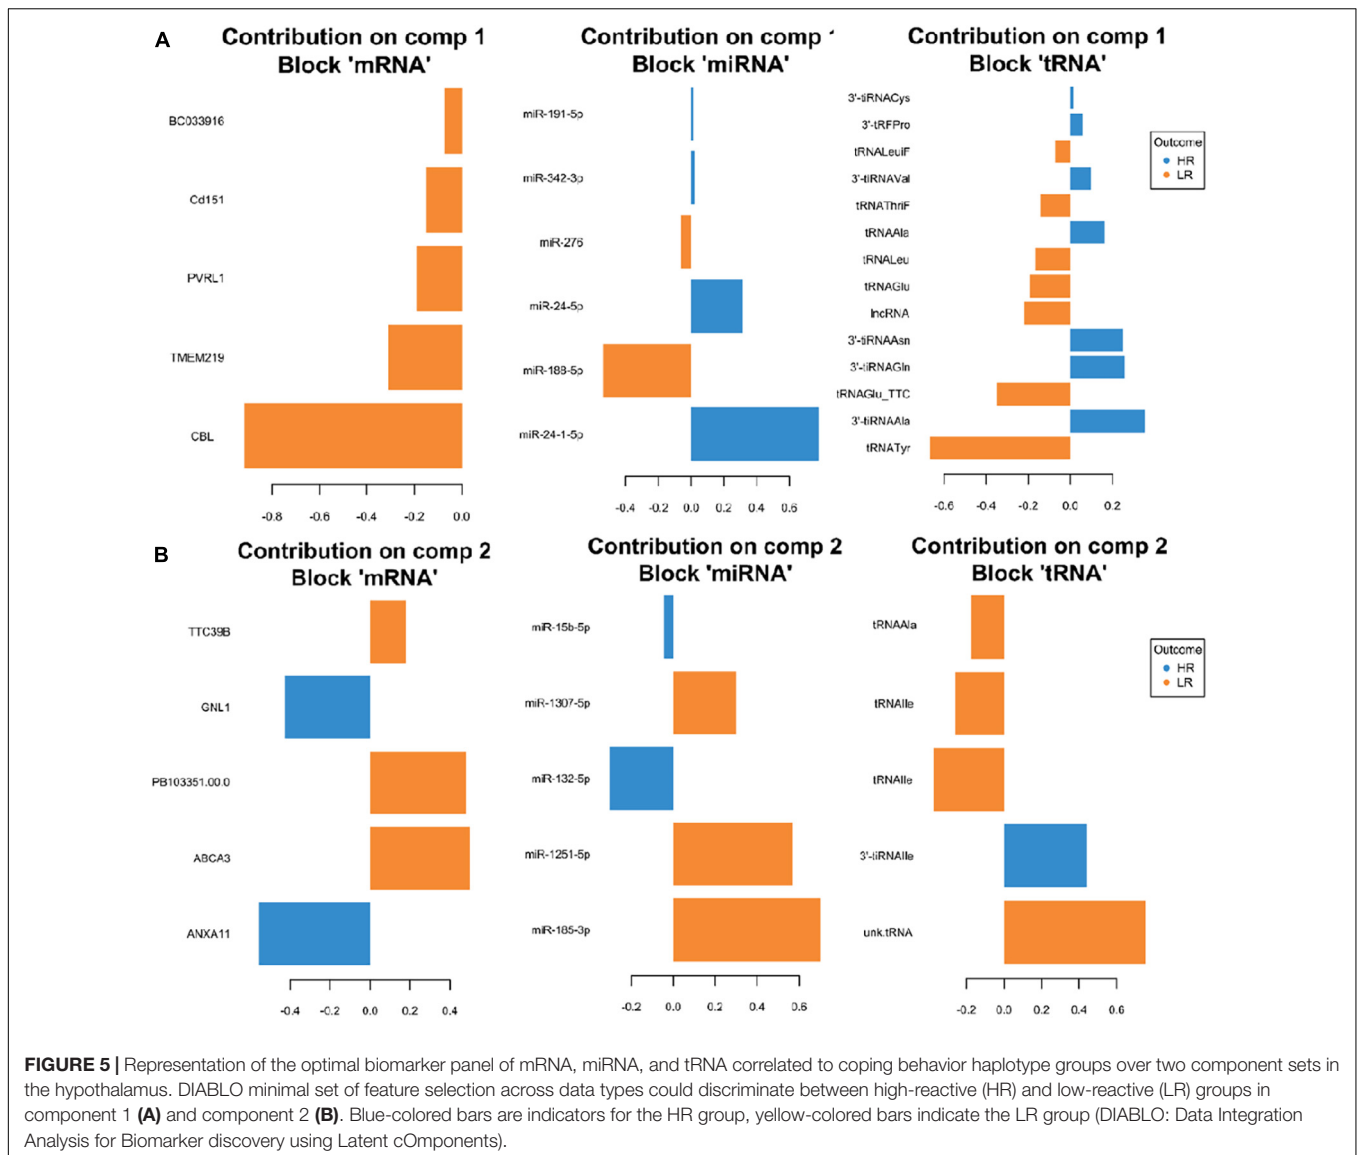 A
Contribution on comp 1
Block 'mRNA'
BC033916
Cd151
PVRL1
TMEM219
CBL
-0.8 -0.6 -0.4 -0.2 0.0
Contribution on comp
Block 'miRNA'
miR-191-5p
miR-342-3p
miR-276
miR-24-5p
miR-188-5p
miR-24-1-5p
-0.4 -0.2 0.0 0.2 0.4 0.6
Contribution on comp 1
Block 'tRNA'
3'-tiRNACys
3'-tRFPro
tRNALeuiF
3'-tiRNAVal
tRNAThriF
tRNAAla
tRNALeu
tRNAGlu
lncRNA
3'-tiRNAAsn
3'-tiRNAGln
tRNAGlu_TTC
3'-tiRNAAla
tRNATyr
-0.6 -0.4 -0.2 0.0 0.2
Outcome
HR
LR
B
Contribution on comp 2
Block 'mRNA'
TTC39B
GNL1
PB103351.00.0
ABCA3
ANXA11
-0.4 -0.2 0.0 0.2 0.4
Contribution on comp 2
Block 'miRNA'
miR-15b-5p
miR-1307-5p
miR-132-5p
miR-1251-5p
miR-185-3p
-0.2 0.0 0.2 0.4 0.6
Contribution on comp 2
Block 'tRNA'
tRNAAla
tRNAIle
tRNAIle
3'-tiRNAIle
unk.tRNA
-0.2 0.0 0.2 0.4 0.6
Outcome
HR
LR
FIGURE 5 | Representation of the optimal biomarker panel of mRNA, miRNA, and tRNA correlated to coping behavior haplotype groups over two component sets in
the hypothalamus. DIABLO minimal set of feature selection across data types could discriminate between high-reactive (HR) and low-reactive (LR) groups in
component 1 (A) and component 2 (B). Blue-colored bars are indicators for the HR group, yellow-colored bars indicate the LR group (DIABLO: Data Integration
Analysis for Biomarker discovery using Latent cOmponents).